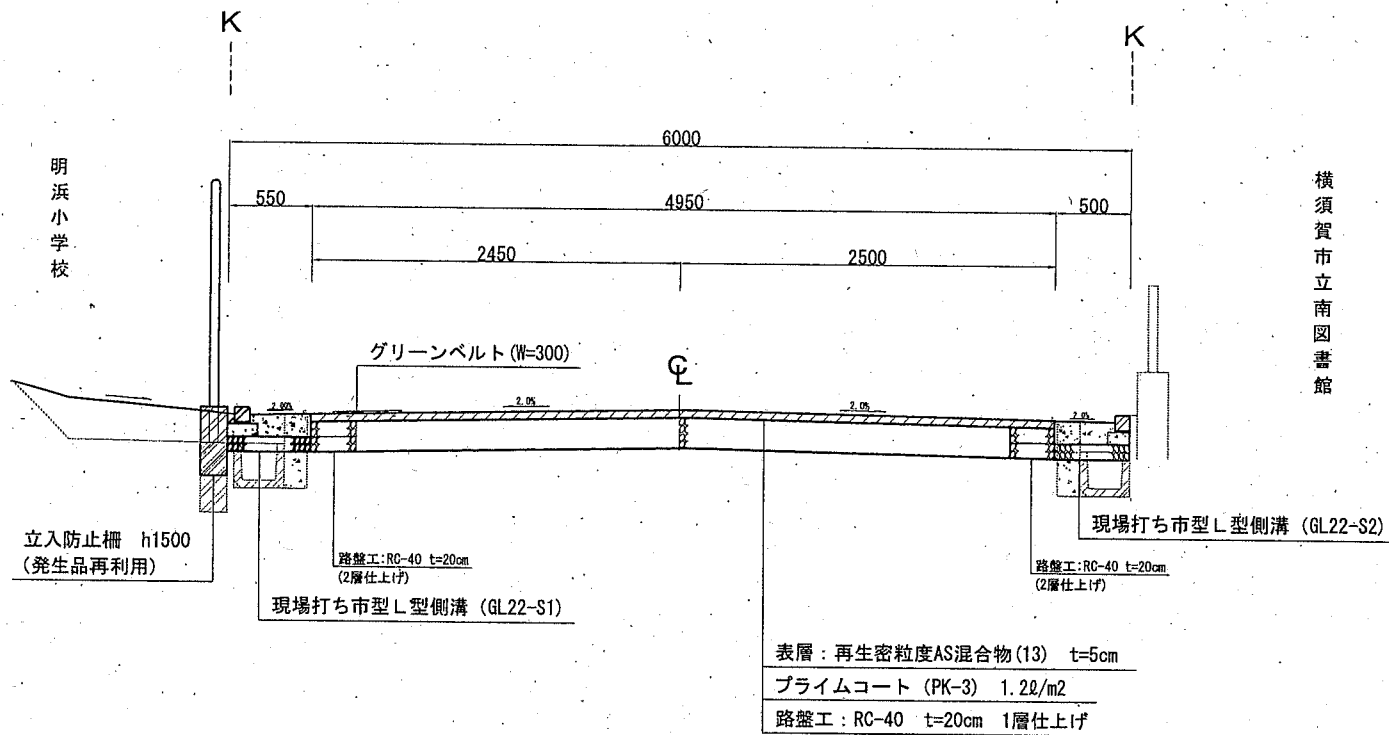 K
K
6000
明浜小学校
横須賀市立南図書館
550
4950
500
2450
2500
グリーンベルト(W=300)
CL
2.00%
2.0%
2.0%
2.0%
立入防止柵 h1500
(発生品再利用)
路盤工:RC-40 t=20cm
(2層仕上げ)
現場打ち市型L型側溝 (GL22-S1)
現場打ち市型L型側溝 (GL22-S2)
路盤工:RC-40 t=20cm
(2層仕上げ)
表層：再生密粒度AS混合物(13) t=5cm
プライムコート (PK-3) 1.2ℓ/m2
路盤工：RC-40 t=20cm 1層仕上げ